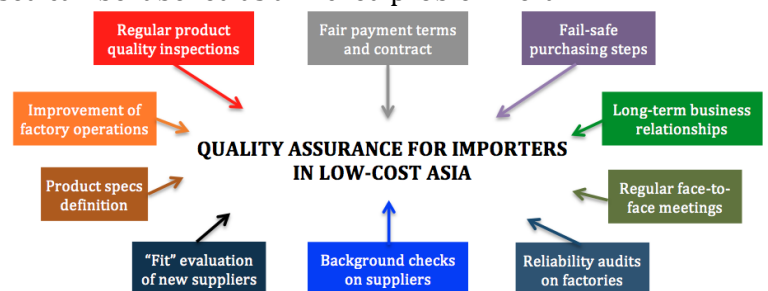 Regular product
quality inspections
Fair payment terms
and contract
Fail-safe
purchasing steps
Improvement of
factory operations
Long-term business
relationships
QUALITY ASSURANCE FOR IMPORTERS
IN LOW-COST ASIA
Product specs
definition
Regular face-to-
face meetings
“Fit” evaluation
of new suppliers
Background checks
on suppliers
Reliability audits
on factories